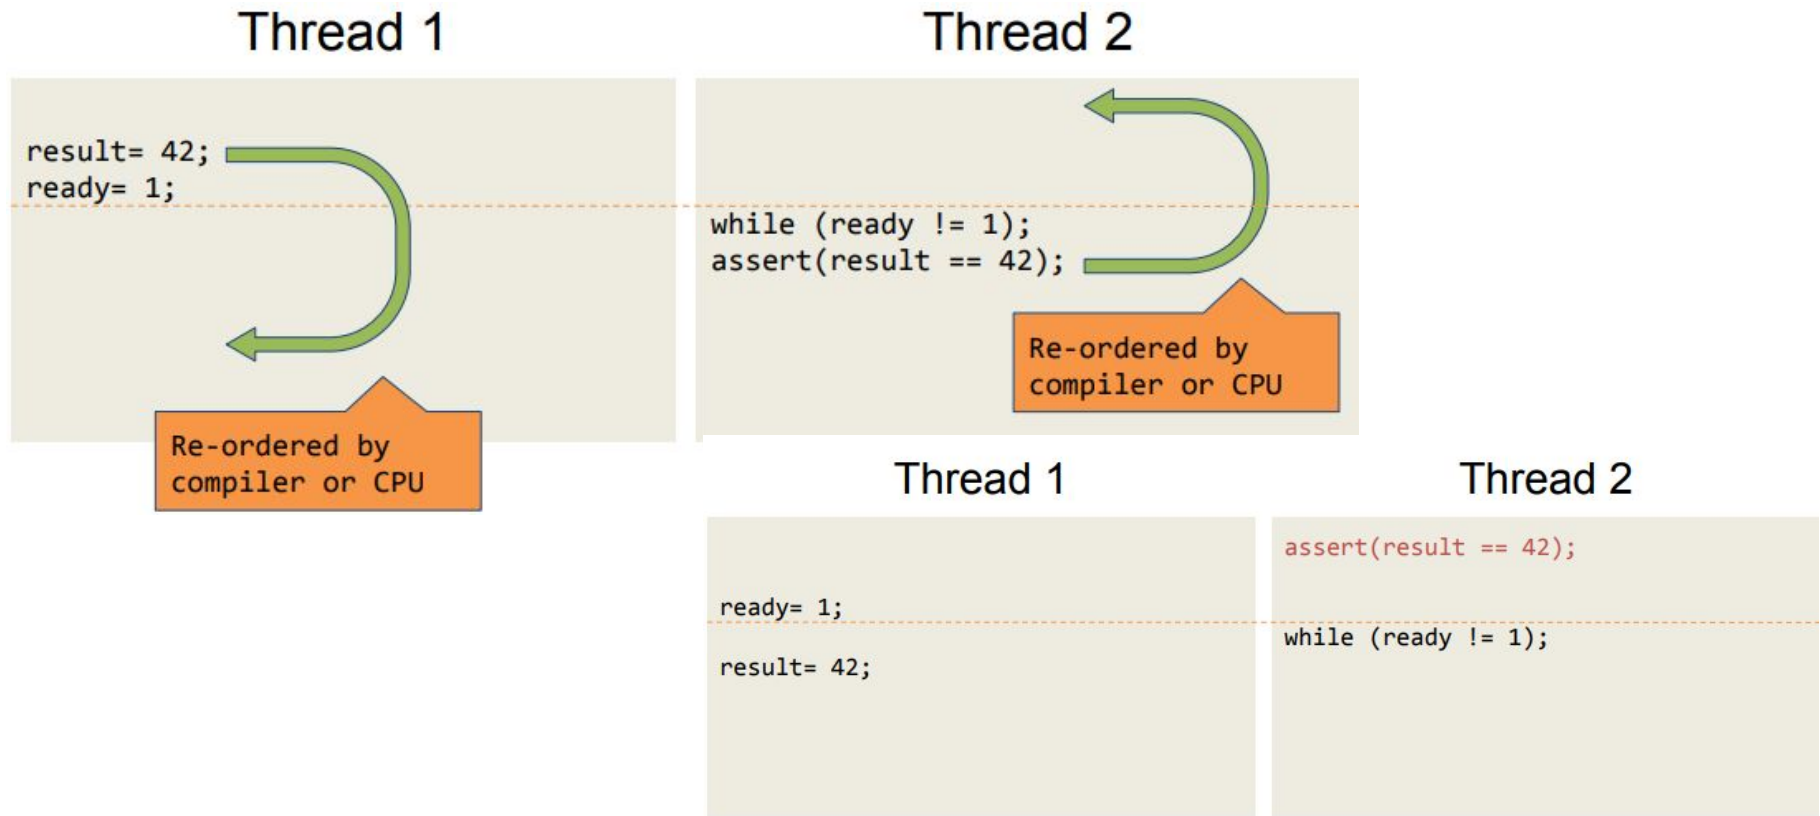 Thread 1
result= 42;
ready= 1;
Re-ordered by
compiler or CPU
Thread 2
while (ready != 1);
assert(result == 42);
Re-ordered by
compiler or CPU
Thread 1
ready= 1;
result= 42;
Thread 2
assert(result == 42);
while (ready != 1);